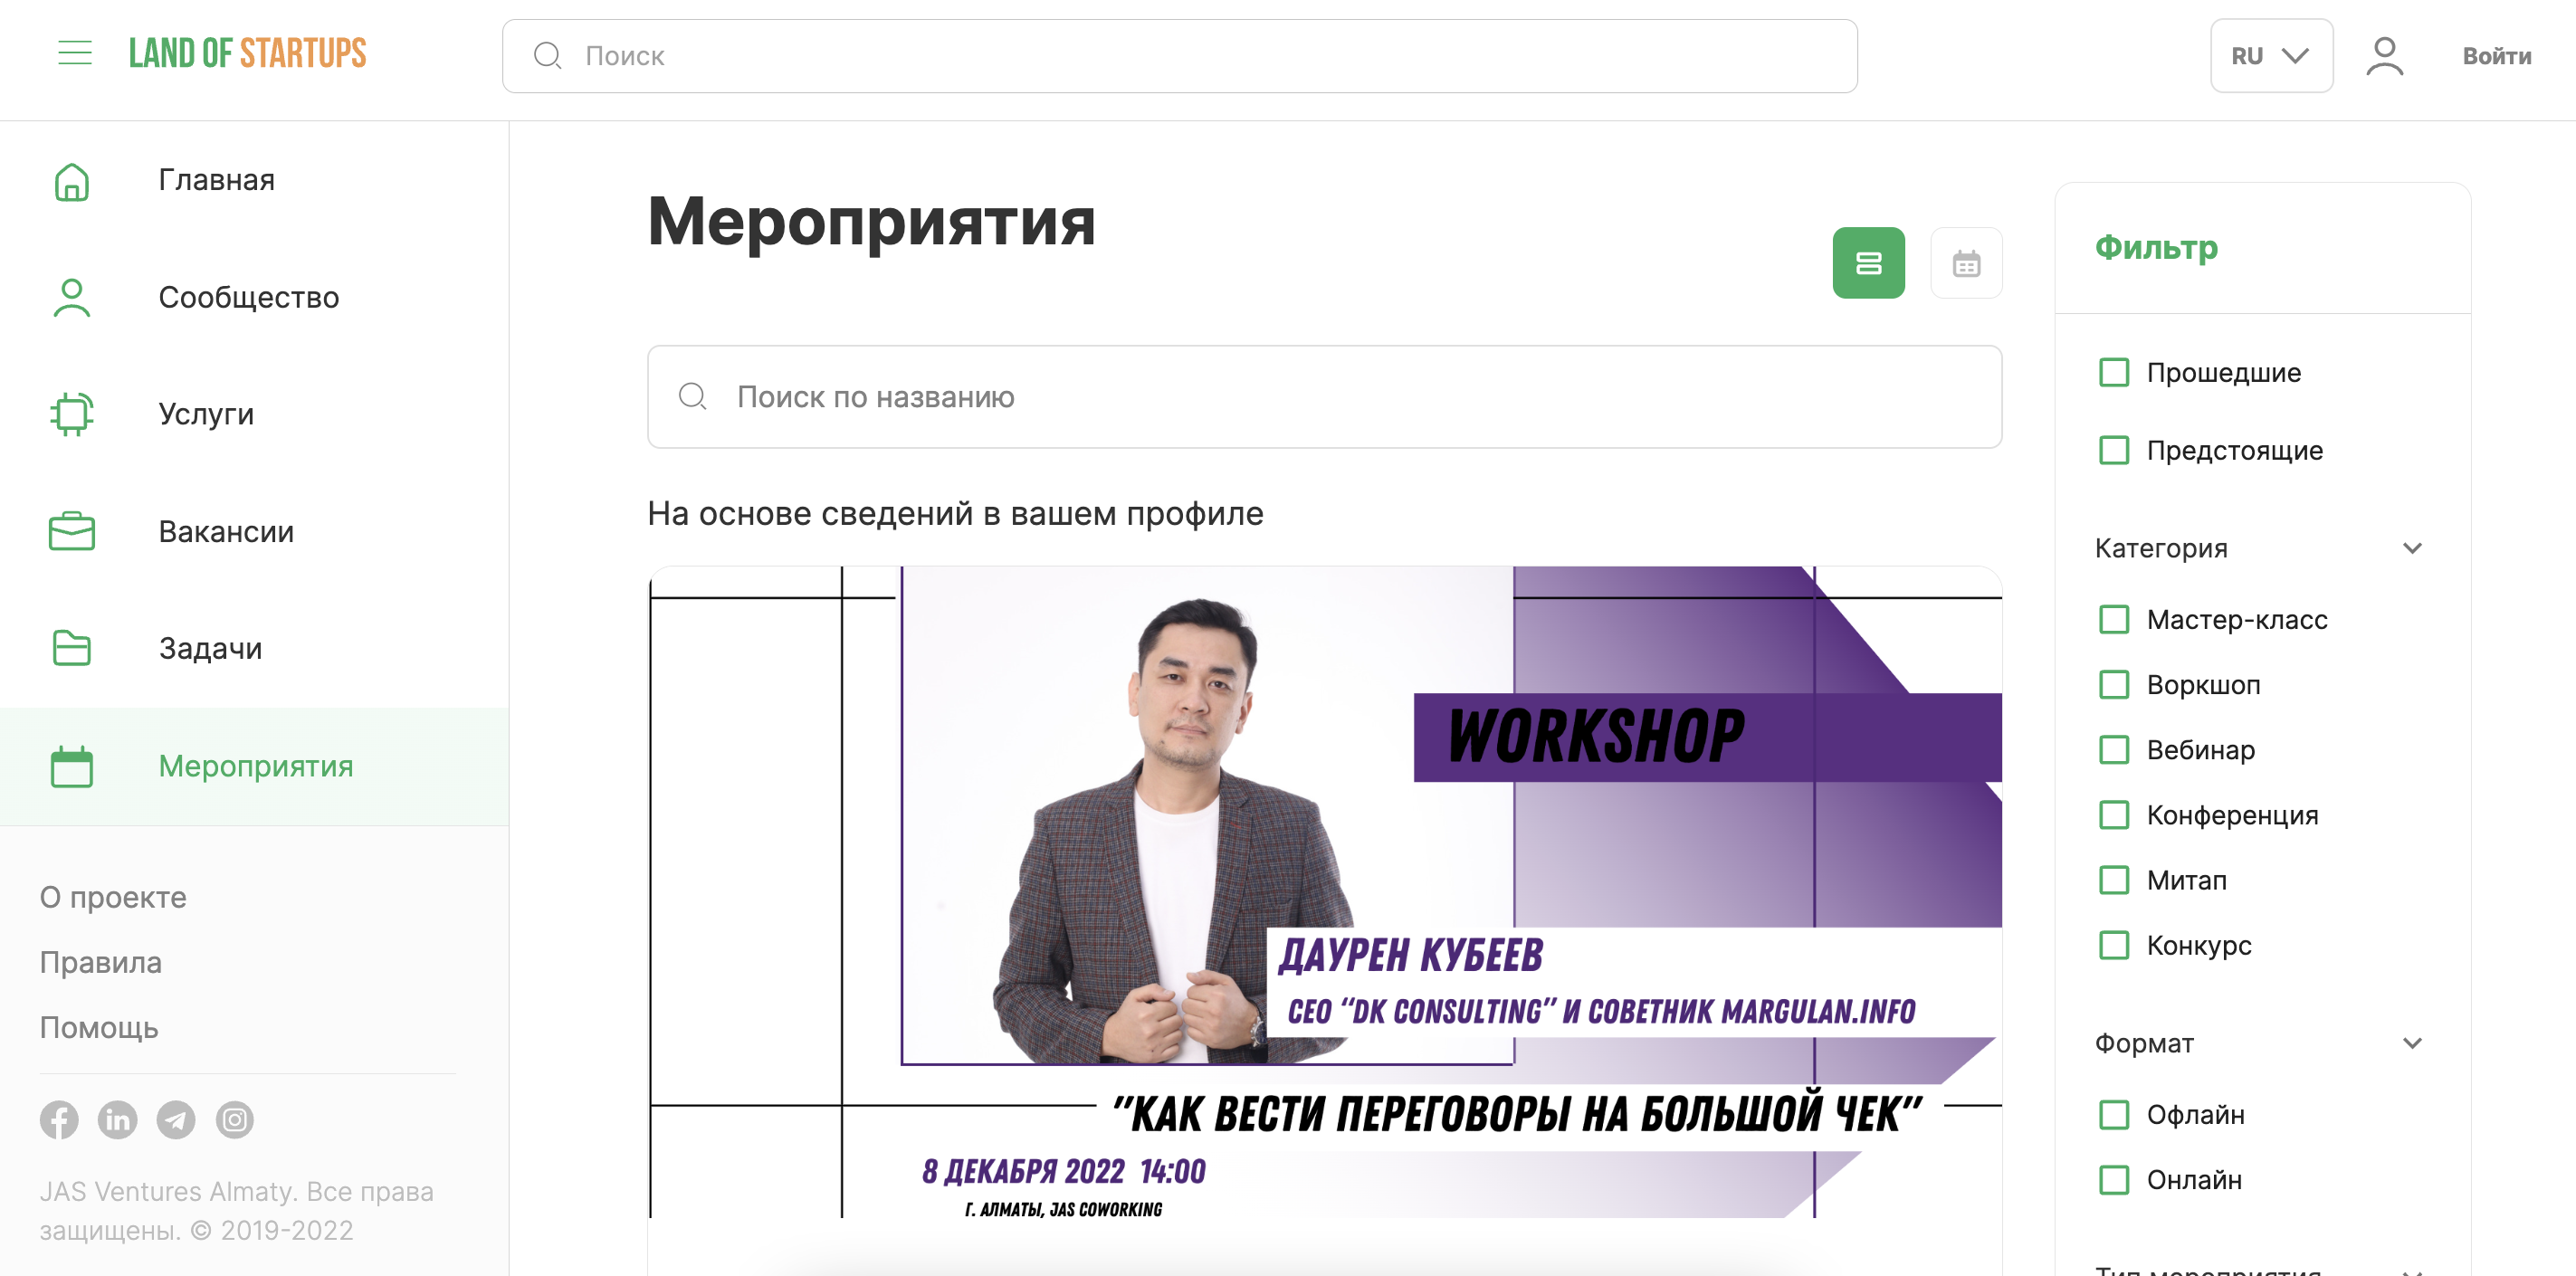 LAND OF STARTUPS
Поиск
RU
Войти
Главная
Сообщество
Услуги
Вакансии
Задачи
Мероприятия
О проекте
Правила
Помощь
JAS Ventures Almaty. Все права
защищены. © 2019-2022
Мероприятия
Поиск по названию
На основе сведений в вашем профиле
WORKSHOP
ДАУРЕН КУБЕЕВ
CEO “DK CONSULTING” И СОВЕТНИК MARGULAN.INFO
"КАК ВЕСТИ ПЕРЕГОВОРЫ НА БОЛЬШОЙ ЧЕК"
8 ДЕКАБРЯ 2022 14:00
Г. АЛМАТЫ, JAS COWORKING
Фильтр
Прошедшие
Предстоящие
Категория
Мастер-класс
Воркшоп
Вебинар
Конференция
Митап
Конкурс
Формат
Офлайн
Онлайн
Тип мероприятия